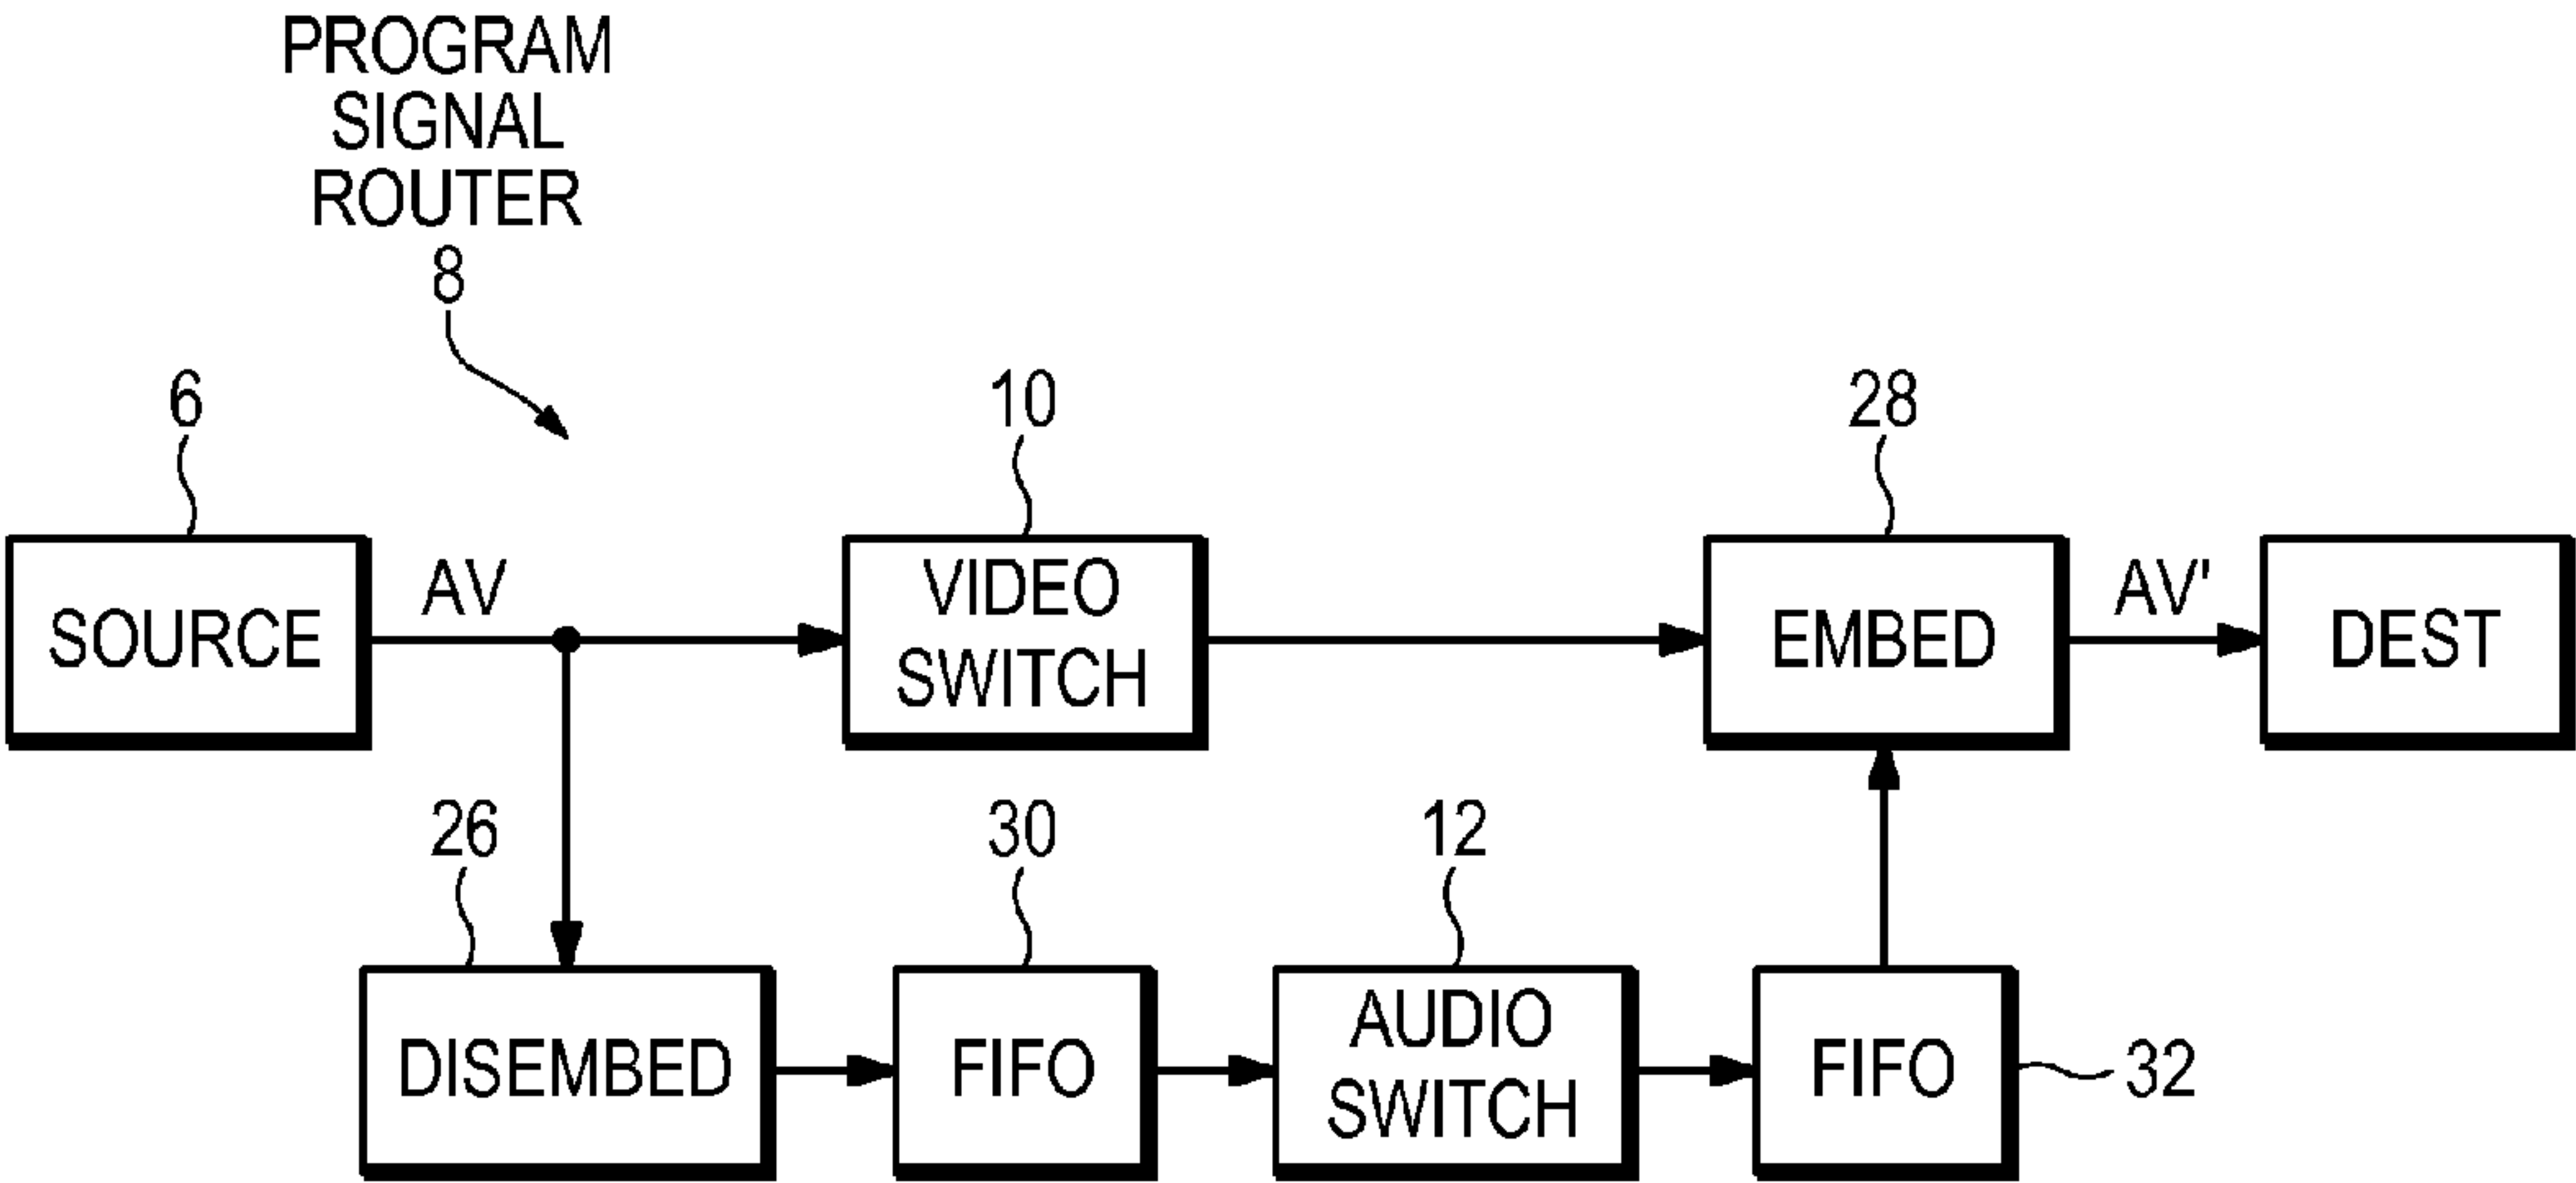 PROGRAM
SIGNAL
ROUTER
8
6
10
28
SOURCE
AV
VIDEO
SWITCH
EMBED
AV'
DEST
26
30
12
DISEMBED
FIFO
AUDIO
SWITCH
FIFO
32